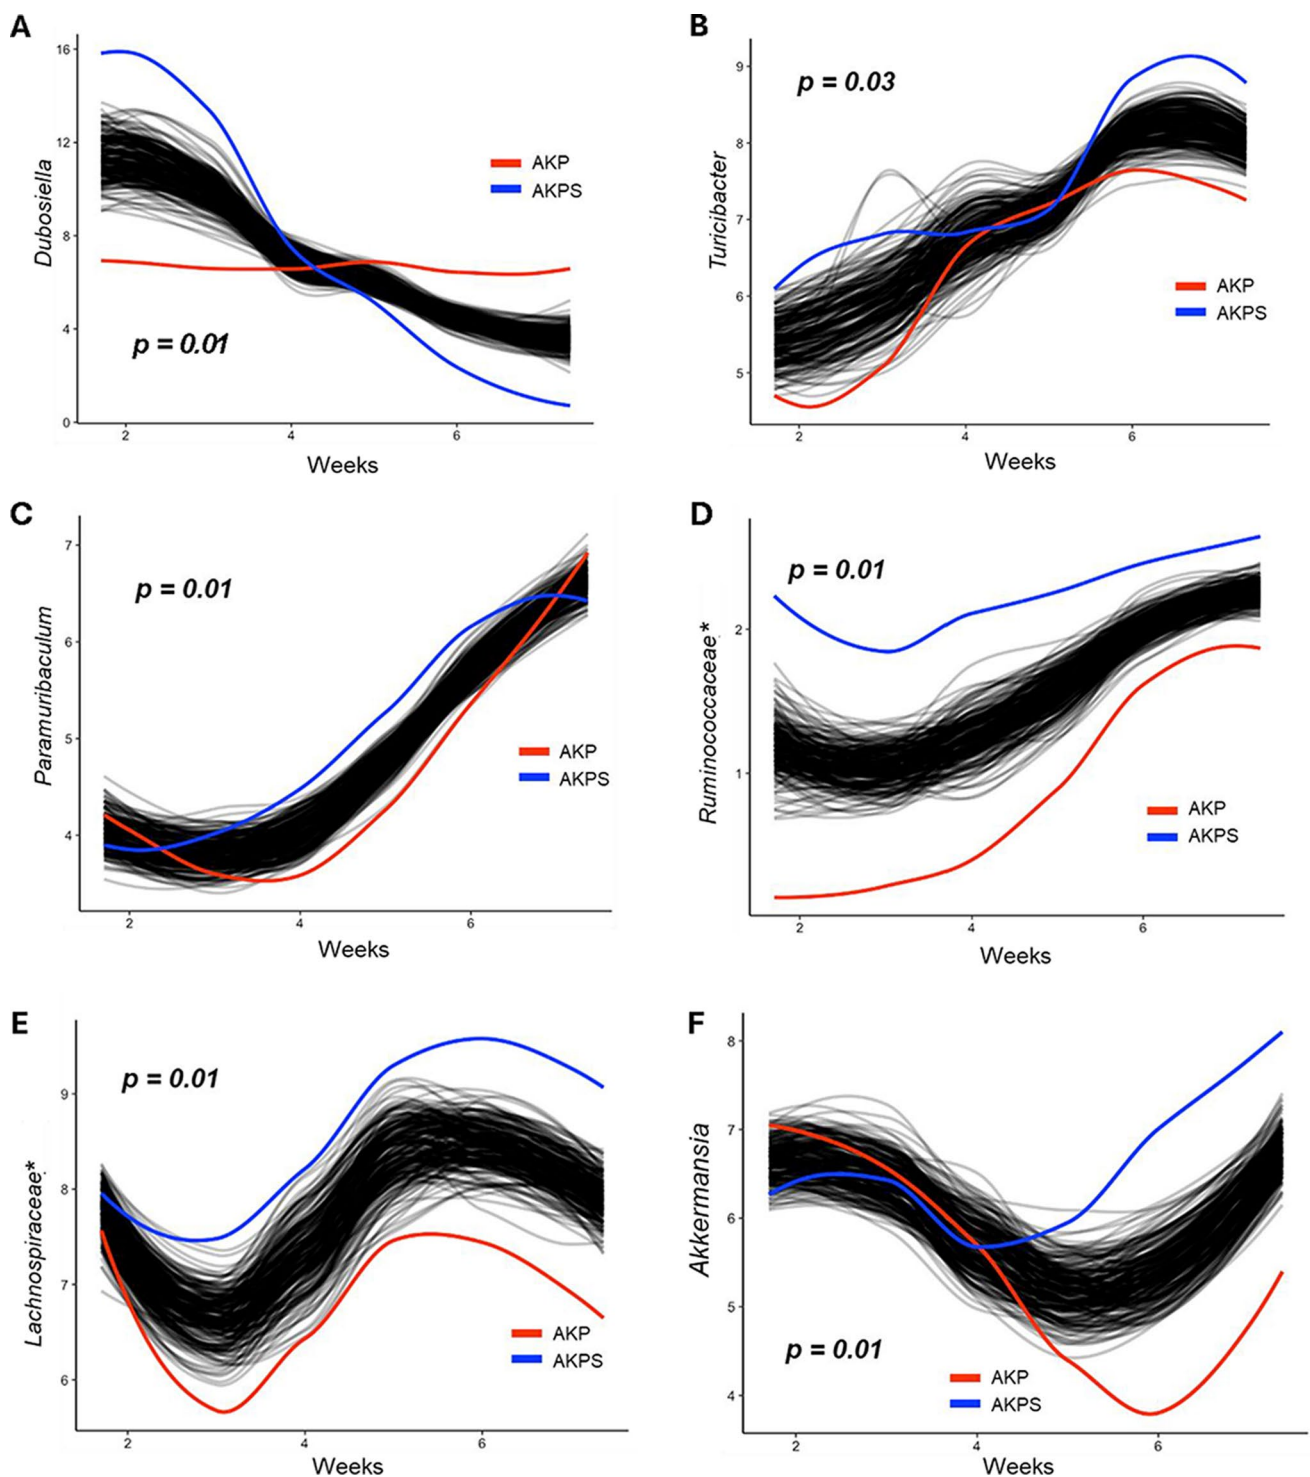 A
16
12
8
4
0
Dubosiella
AKP
AKPS
p = 0.01
2
4
6
Weeks
B
9
8
7
6
5
Turicibacter
p = 0.03
AKP
AKPS
2
4
6
Weeks
C
7
6
5
4
Paramuribaculum
p = 0.01
AKP
AKPS
2
4
6
Weeks
D
2
1
Ruminococcaceae*
p = 0.01
AKP
AKPS
2
4
6
Weeks
E
9
8
7
6
Lachnospiraceae*
p = 0.01
AKP
AKPS
2
4
6
Weeks
F
8
7
6
5
4
Akkermansia
p = 0.01
AKP
AKPS
2
4
6
Weeks